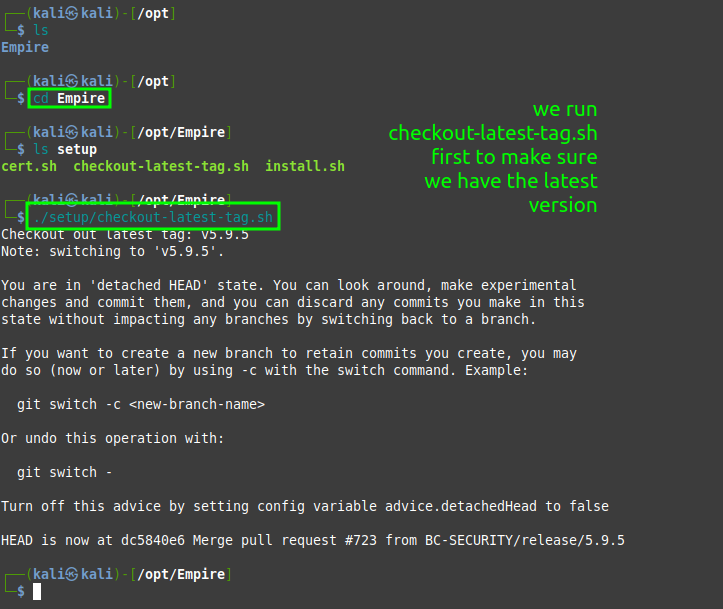 ┌──(kali㉿kali)-[/opt]
└─$ ls
Empire
┌──(kali㉿kali)-[/opt]
└─$ cd Empire
┌──(kali㉿kali)-[/opt/Empire]
└─$ ls setup
cert.sh  checkout-latest-tag.sh  install.sh
┌──(kali㉿kali)-[/opt/Empire]
└─$ ./setup/checkout-latest-tag.sh
we run
checkout-latest-tag.sh
first to make sure
we have the latest
version
Checkout out latest tag: v5.9.5
Note: switching to 'v5.9.5'.
You are in 'detached HEAD' state. You can look around, make experimental
changes and commit them, and you can discard any commits you make in this
state without impacting any branches by switching back to a branch.
If you want to create a new branch to retain commits you create, you may
do so (now or later) by using -c with the switch command. Example:
git switch -c <new-branch-name>
Or undo this operation with:
git switch -
Turn off this advice by setting config variable advice.detachedHead to false
HEAD is now at dc5840e6 Merge pull request #723 from BC-SECURITY/release/5.9.5
┌──(kali㉿kali)-[/opt/Empire]
└─$